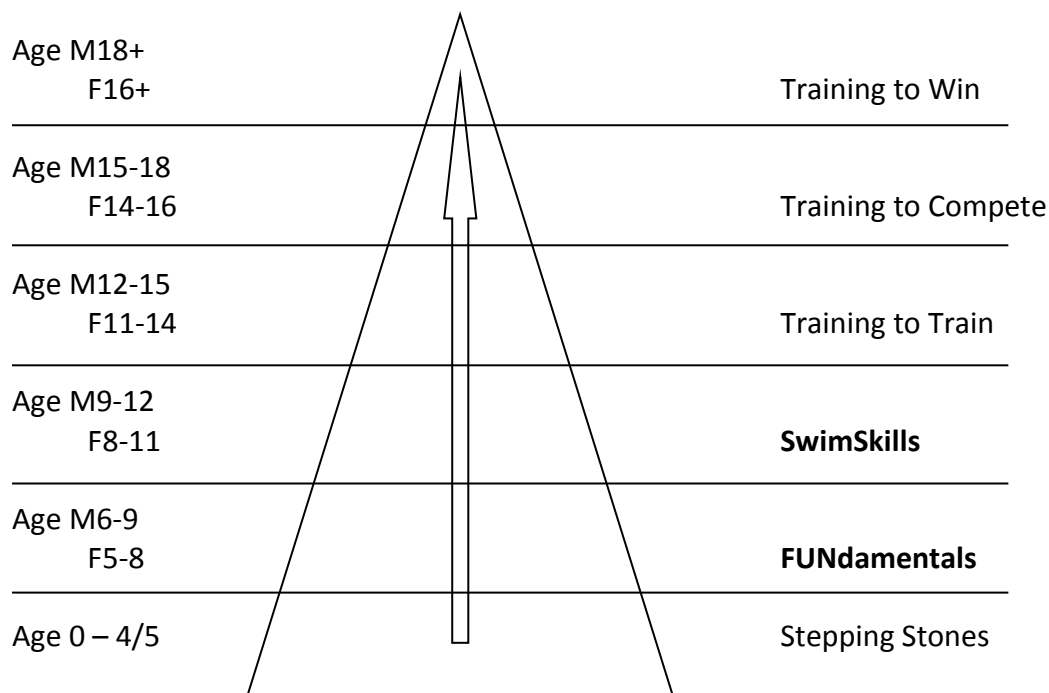 Age M18+
F16+
Training to Win
Age M15-18
F14-16
Training to Compete
Age M12-15
F11-14
Training to Train
Age M9-12
F8-11
SwimSkills
Age M6-9
F5-8
FUNdamentals
Age 0 – 4/5
Stepping Stones